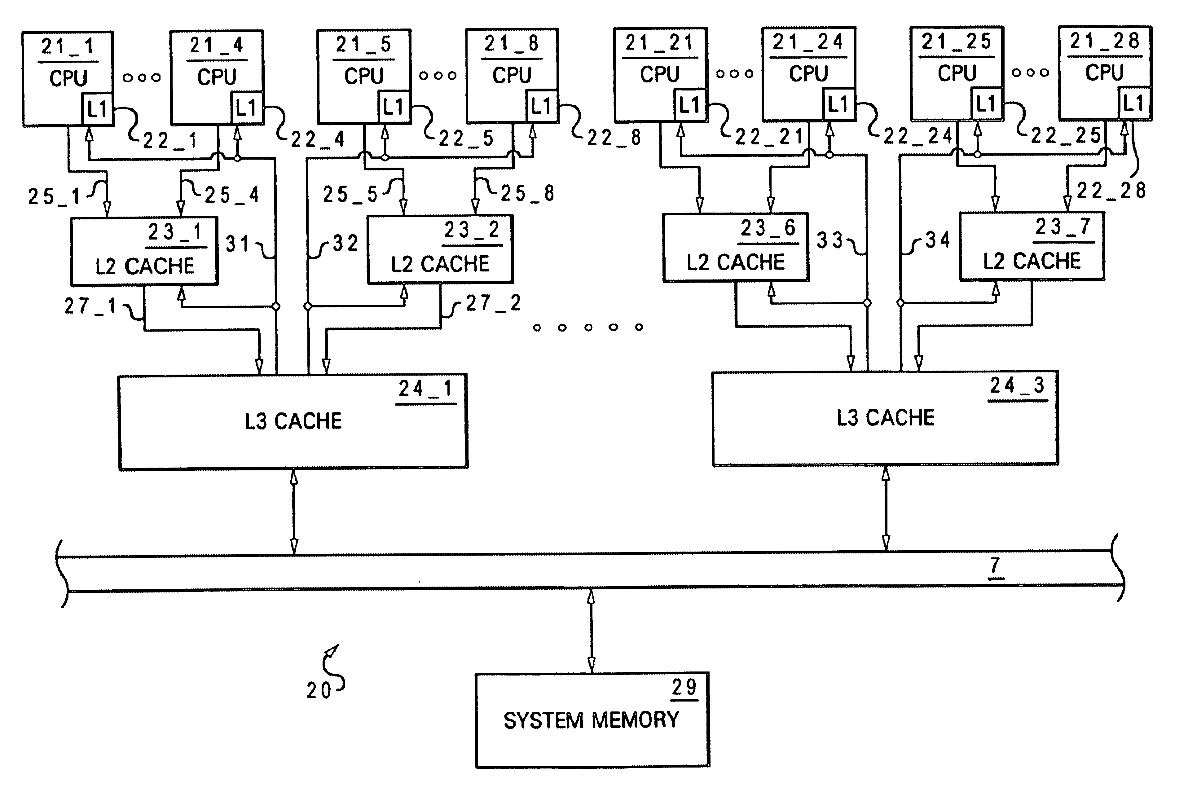 21_1 21_4 21_5 21_8 21_21 21_24 21_25 21_28
CPU CPU CPU CPU CPU CPU CPU CPU
L1 L1 L1 L1 L1 L1 L1 L1
22_1 22_4 22_5 22_8 22_21 22_24 22_25
25_1 25_4 25_5 25_8 22_28
23_1 31 32 23_2 23_6 33 34 23_7
L2 CACHE L2 CACHE L2 CACHE L2 CACHE
27_1 27_2
24_1 24_3
L3 CACHE L3 CACHE
7
20
29
SYSTEM MEMORY